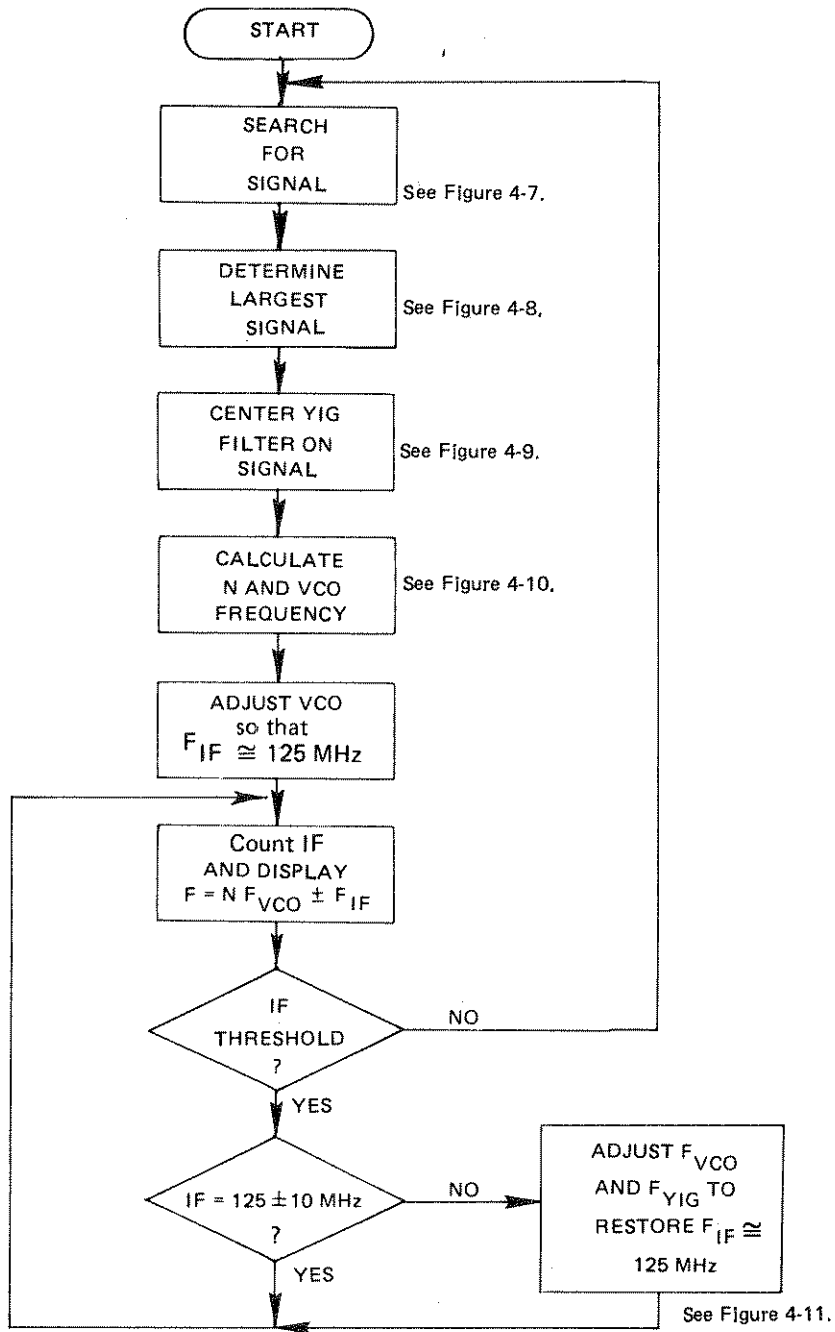 START
SEARCH
FOR
SIGNAL
See Figure 4-7.
DETERMINE
LARGEST
SIGNAL
See Figure 4-8.
CENTER YIG
FILTER ON
SIGNAL
See Figure 4-9.
CALCULATE
N AND VCO
FREQUENCY
See Figure 4-10.
ADJUST VCO
so that
F_IF ≅ 125 MHz
Count IF
AND DISPLAY
F = N F_VCO ± F_IF
IF
THRESHOLD
?
NO
YES
IF = 125 ± 10 MHz
?
NO
YES
ADJUST F_VCO
AND F_YIG TO
RESTORE F_IF ≅
125 MHz
See Figure 4-11.